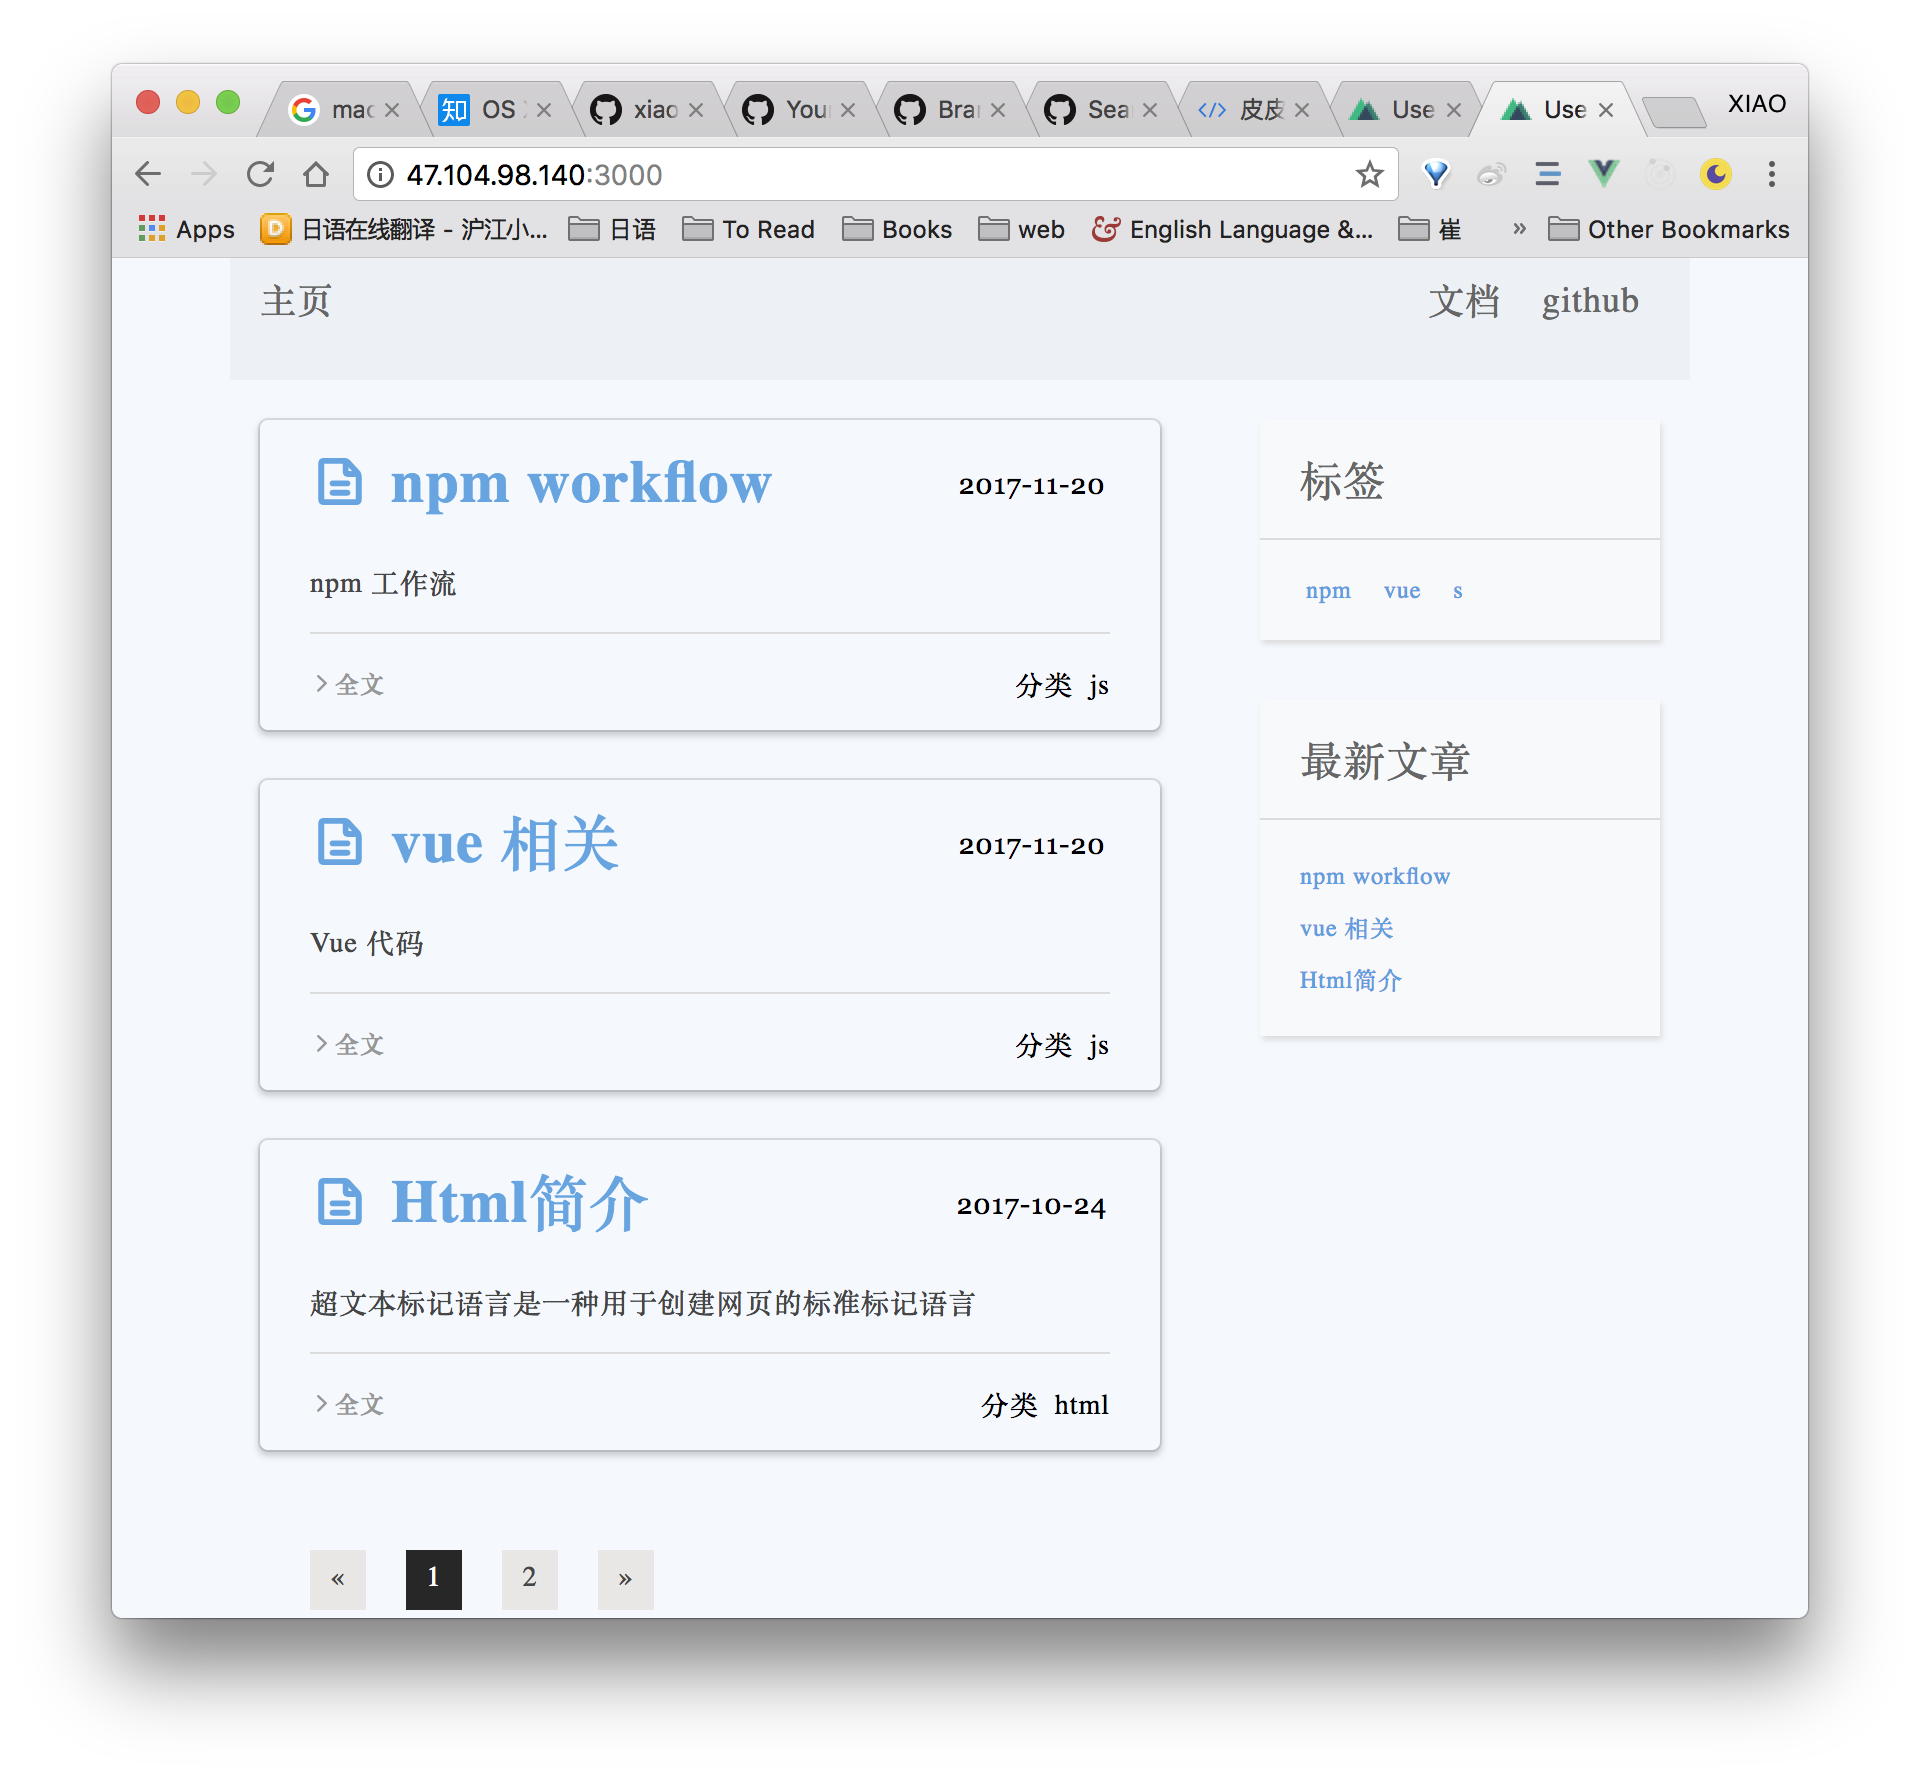 mac OS X xiao Your Bra Sea 皮皮 Use Use XIAO
47.104.98.140:3000
Apps 日语在线翻译 - 沪江小... 日语 To Read Books web English Language &... 崔 » Other Bookmarks
主页 文档 github
npm workflow 2017-11-20
npm 工作流
全文 分类 js
vue 相关 2017-11-20
Vue 代码
全文 分类 js
Html简介 2017-10-24
超文本标记语言是一种用于创建网页的标准标记语言
全文 分类 html
« 1 2 »
标签
npm vue s
最新文章
npm workflow
vue 相关
Html简介